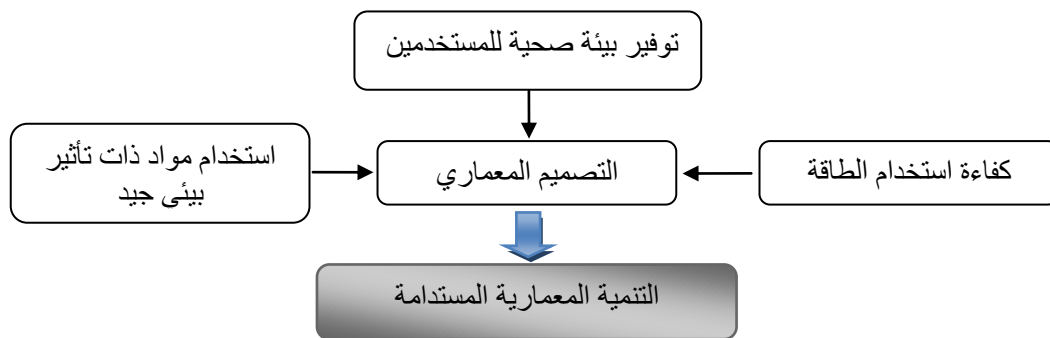 توفير بيئة صحية للمستخدمين
استخدام مواد ذات تأثير
بيئى جيد
التصميم المعماري
كفاءة استخدام الطاقة
التنمية المعمارية المستدامة